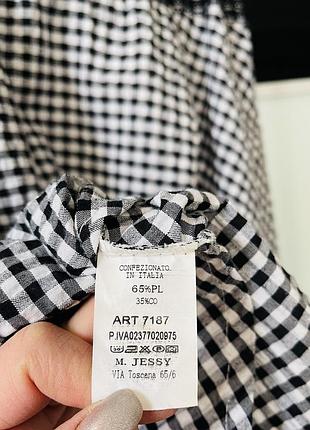 CONFEZIONATO
IN ITALIA
65%PL
35%CO
ART 7187
P.IVA02377020975
M. JESSY
VIA Toscana 65/6